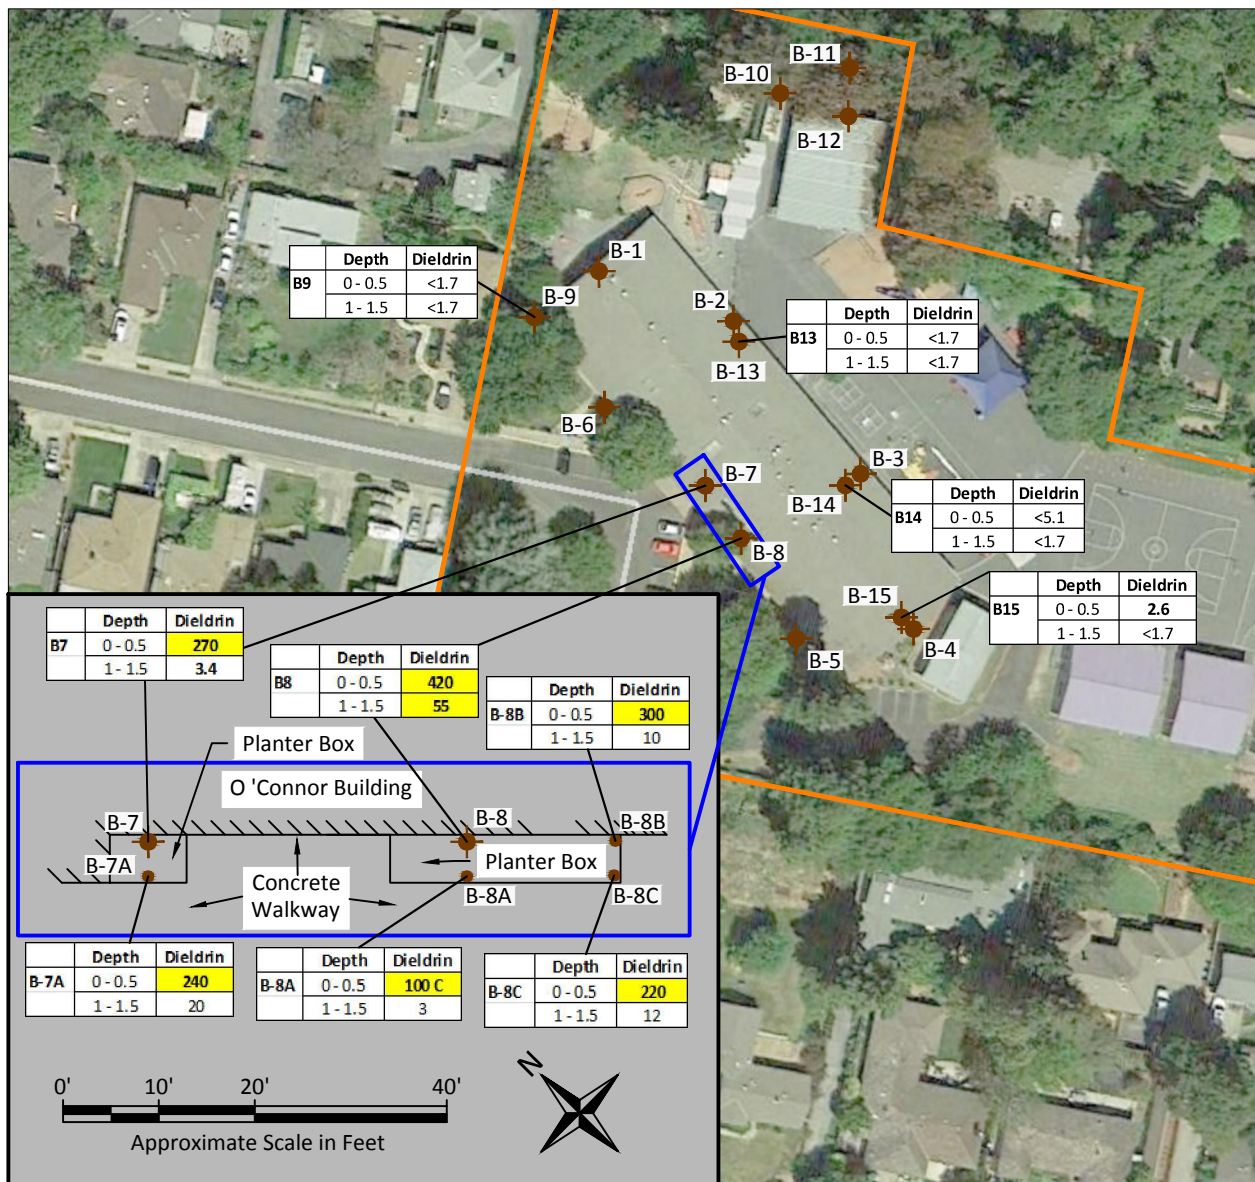 B-11
B-10
B-12
B-1
Depth Dieldrin
B9 0 - 0.5 <1.7
1 - 1.5 <1.7
B-9
B-2
Depth Dieldrin
B13 0 - 0.5 <1.7
1 - 1.5 <1.7
B-13
B-6
B-7
B-3
B-14
Depth Dieldrin
B14 0 - 0.5 <5.1
1 - 1.5 <1.7
B-8
Depth Dieldrin
B15 0 - 0.5 2.6
1 - 1.5 <1.7
B-15
B-4
B-5
Depth Dieldrin
B7 0 - 0.5 270
1 - 1.5 3.4
Depth Dieldrin
B8 0 - 0.5 420
1 - 1.5 55
Depth Dieldrin
B-8B 0 - 0.5 300
1 - 1.5 10
Planter Box
O 'Connor Building
B-7
B-8
B-8B
B-7A
Planter Box
Concrete
Walkway
B-8A
B-8C
Depth Dieldrin
B-7A 0 - 0.5 240
1 - 1.5 20
Depth Dieldrin
B-8A 0 - 0.5 100 C
1 - 1.5 3
Depth Dieldrin
B-8C 0 - 0.5 220
1 - 1.5 12
N
0' 10' 20' 40'
Approximate Scale in Feet